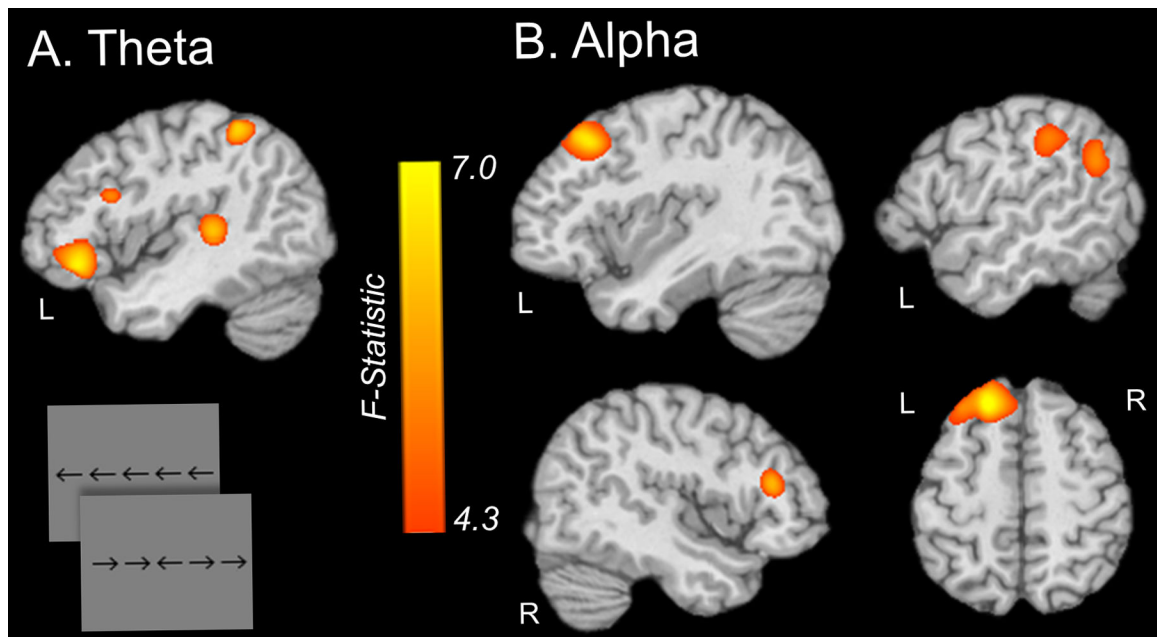 A. Theta
B. Alpha
7.0
F-Statistic
4.3
L
L
L
←←←←←
→→←→→
R
L
R